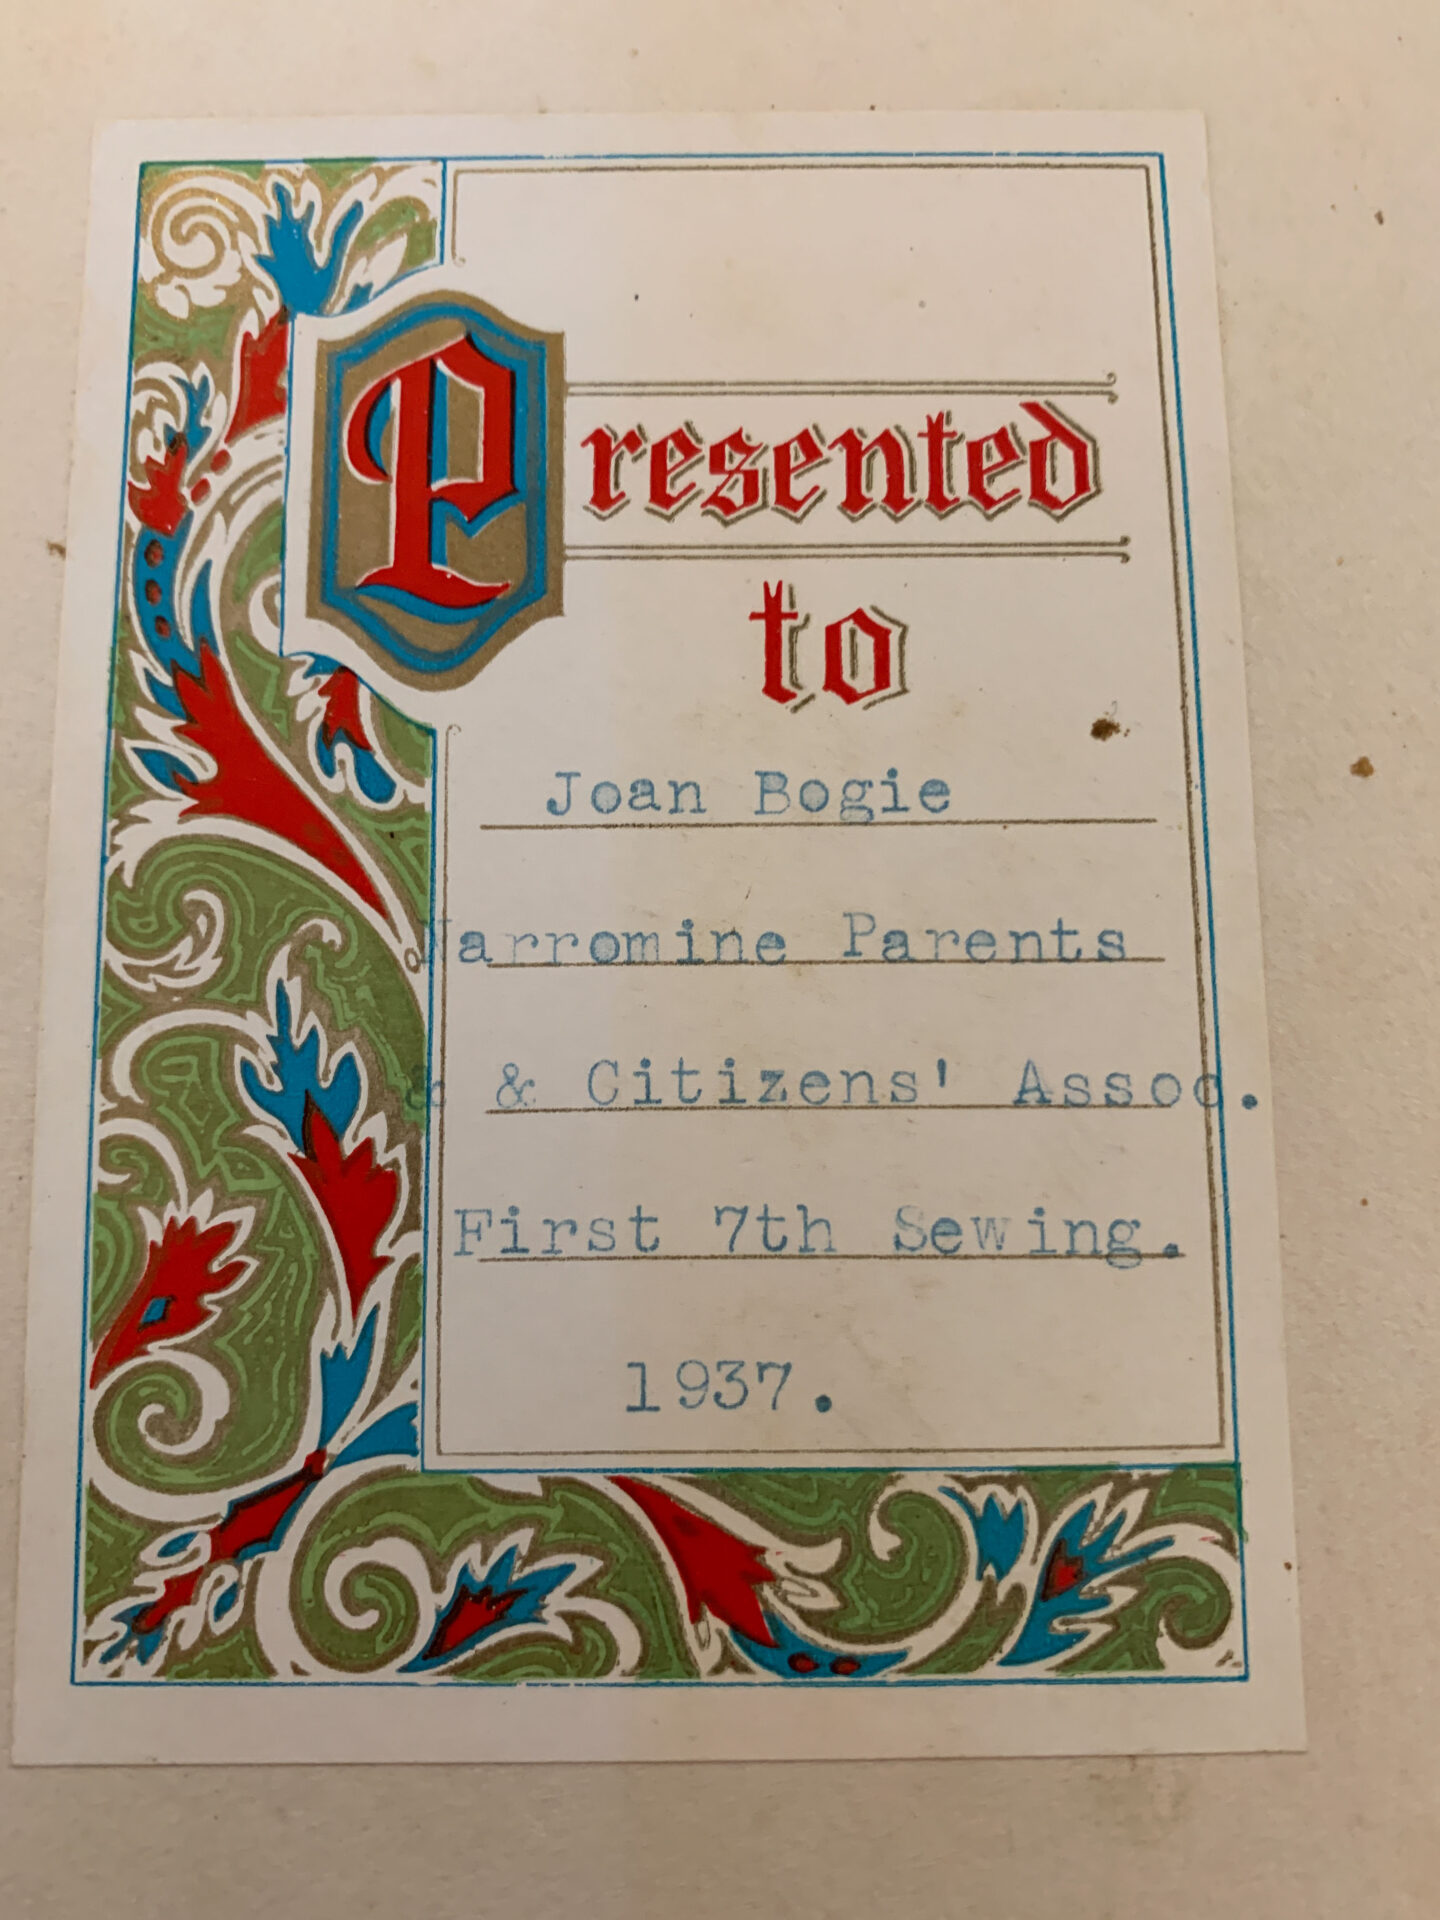 Presented
to
Joan Bogie
Narromine Parents
& & Citizens' Assoc.
First 7th Sewing.
1937.